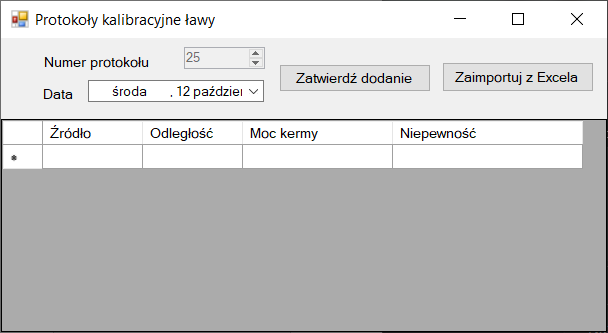 Protokoły kalibracyjne ławy
Numer protokołu
25
Data
środa , 12 paździer
Zatwierdź dodanie
Zaimportuj z Excela
Źródło Odległość Moc kermy Niepewność
*